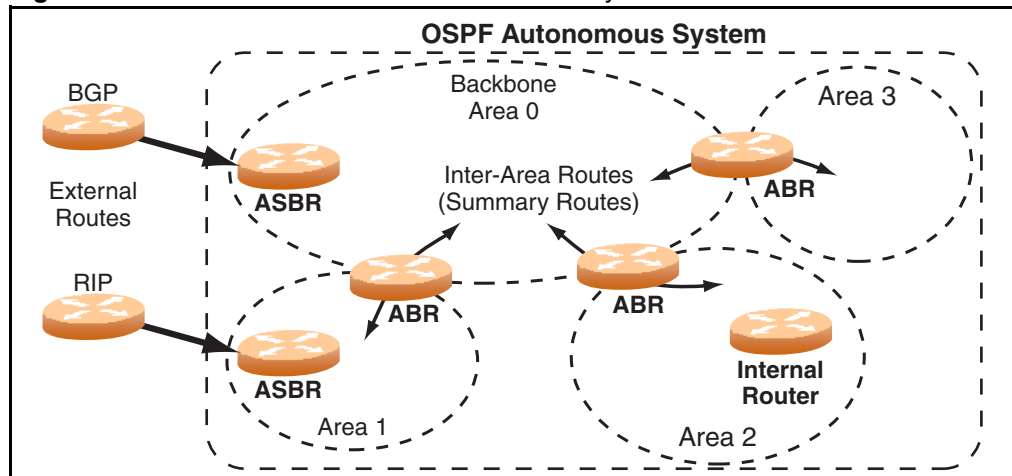 OSPF Autonomous System
BGP
Backbone
Area 0
Area 3
External
Routes
ASBR
Inter-Area Routes
(Summary Routes)
ABR
RIP
ABR
ABR
ASBR
Internal
Router
Area 1
Area 2